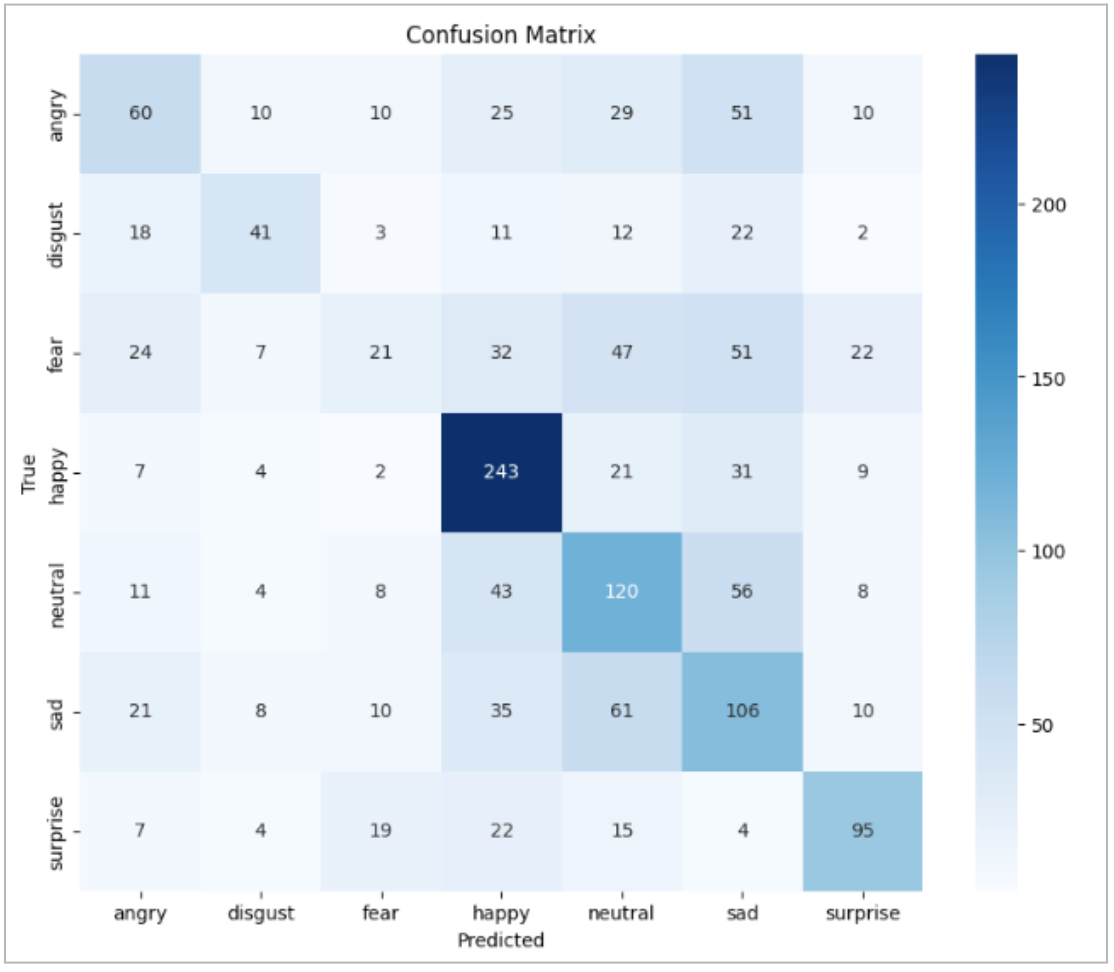 Confusion Matrix
angry 60 10 10 25 29 51 10
disgust 18 41 3 11 12 22 2
fear 24 7 21 32 47 51 22
happy 7 4 2 243 21 31 9
neutral 11 4 8 43 120 56 8
sad 21 8 10 35 61 106 10
surprise 7 4 19 22 15 4 95
True
angry disgust fear happy neutral sad surprise
Predicted
200
150
100
50